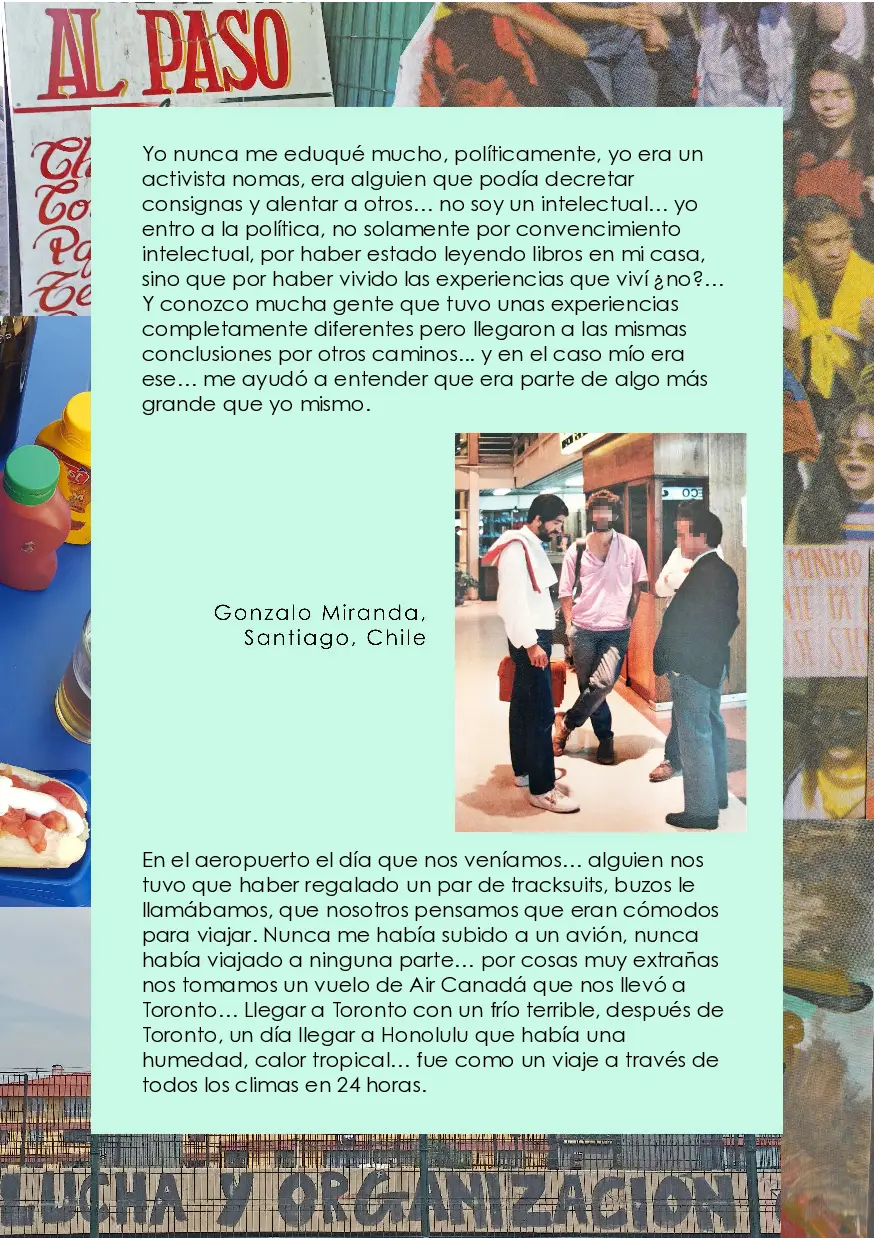 AL PASO
Yo nunca me eduqué mucho, políticamente, yo era un
activista nomas, era alguien que podía decretar
consignas y alentar a otros... no soy un intelectual... yo
entro a la política, no solamente por convencimiento
intelectual, por haber estado leyendo libros en mi casa,
sino que por haber vivido las experiencias que viví ¿no?...
Y conozco mucha gente que tuvo unas experiencias
completamente diferentes pero llegaron a las mismas
conclusiones por otros caminos... y en el caso mío era
ese... me ayudó a entender que era parte de algo más
grande que yo mismo.
Gonzalo Miranda,
Santiago, Chile
MINIMO
En el aeropuerto el día que nos veníamos... alguien nos
tuvo que haber regalado un par de tracksuits, buzos le
llamábamos, que nosotros pensamos que eran cómodos
para viajar. Nunca me había subido a un avión, nunca
había viajado a ninguna parte... por cosas muy extrañas
nos tomamos un vuelo de Air Canadá que nos llevó a
Toronto... Llegar a Toronto con un frío terrible, después de
Toronto, un día llegar a Honolulu que había una
humedad, calor tropical... fue como un viaje a través de
todos los climas en 24 horas.
LUCHA Y ORGANIZACION